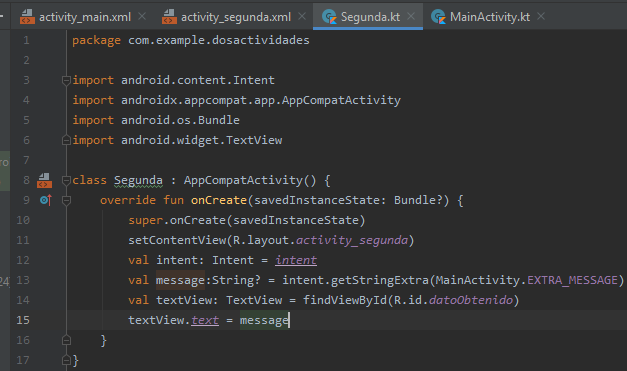 activity_main.xml × activity_segunda.xml × Segunda.kt × MainActivity.kt ×
1 package com.example.dosactividades
2
3 import android.content.Intent
4 import androidx.appcompat.app.AppCompatActivity
5 import android.os.Bundle
6 import android.widget.TextView
7
8 class Segunda : AppCompatActivity() {
9 override fun onCreate(savedInstanceState: Bundle?) {
10 super.onCreate(savedInstanceState)
11 setContentView(R.layout.activity_segunda)
12 val intent: Intent = intent
13 val message:String? = intent.getStringExtra(MainActivity.EXTRA_MESSAGE)
14 val textView: TextView = findViewById(R.id.datoObtenido)
15 textView.text = message
16 }
17 }
ro
24